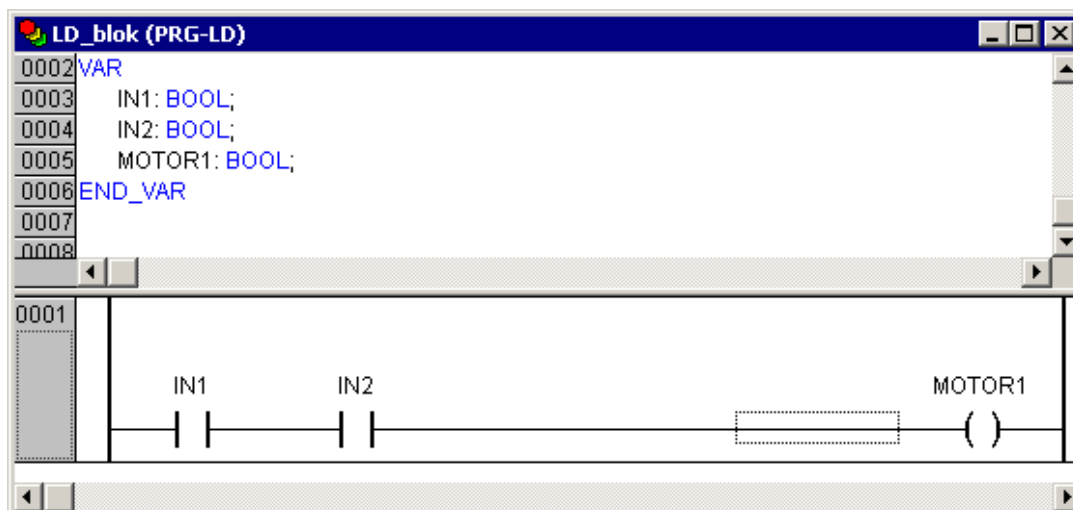 LD_blok (PRG-LD)
0002 VAR
0003 IN1: BOOL;
0004 IN2: BOOL;
0005 MOTOR1: BOOL;
0006 END_VAR
0007
0008
0001
IN1 IN2 MOTOR1